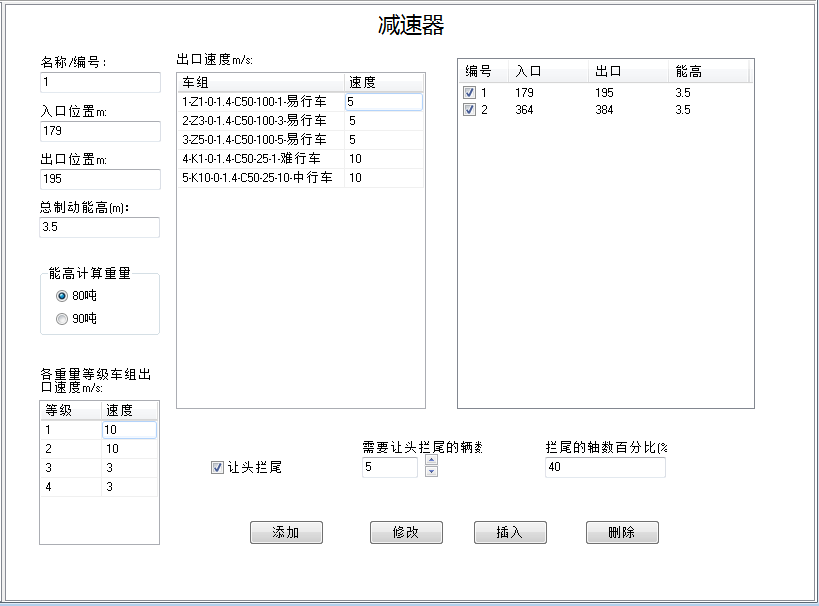 减速器
名称/编号:
1
入口位置m:
179
出口位置m:
195
总制动能高(m):
3.5
能高计算重量
80吨
90吨
各重量等级车组出
口速度m/s:
等级 速度
1 10
2 10
3 3
4 3
出口速度m/s:
车组 速度
1-Z1-0-1.4-C50-100-1-易行车 5
2-Z3-0-1.4-C50-100-3-易行车 5
3-Z5-0-1.4-C50-100-5-易行车 5
4-K1-0-1.4-C50-25-1-难行车 10
5-K10-0-1.4-C50-25-10-中行车 10
编号 入口 出口 能高
1 179 195 3.5
2 364 384 3.5
让头拦尾
需要让头拦尾的辆数
5
拦尾的轴数百分比(%
40
添加 修改 插入 删除